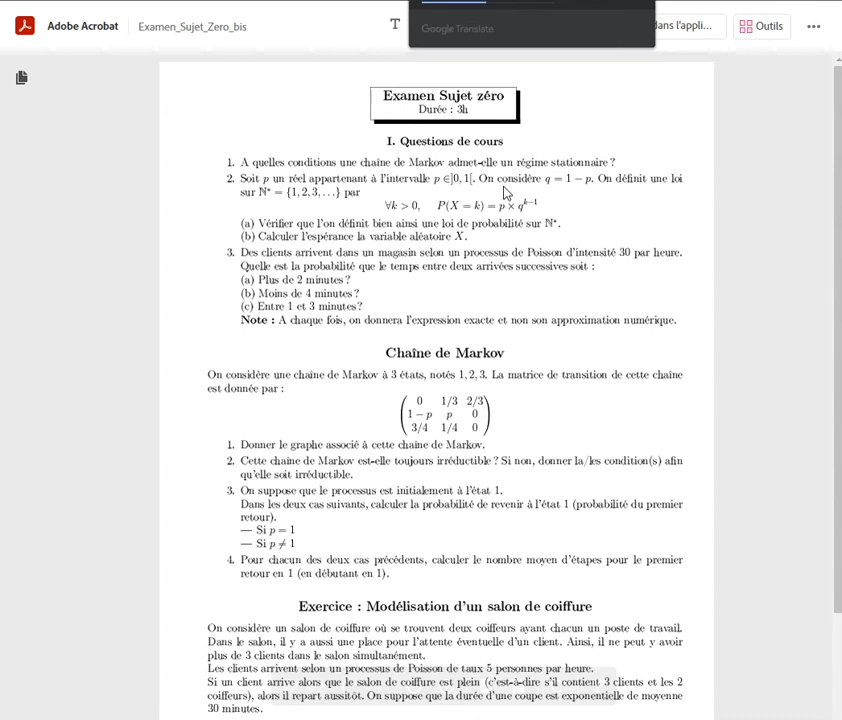 Adobe Acrobat
Examen_Sujet_Zero_bis
T
Google Translate
dans l'appli...
Outils
Examen Sujet zéro
Durée : 3h
I. Questions de cours
1. A quelles conditions une chaîne de Markov admet-elle un régime stationnaire ?
2. Soit p un réel appartenant à l'intervalle p ∈]0, 1[. On considère q = 1 − p. On définit une loi
sur ℕ* = {1, 2, 3, . . .} par
∀k > 0, P(X = k) = p × q^{k−1}
(a) Vérifier que l'on définit bien ainsi une loi de probabilité sur ℕ*.
(b) Calculer l'espérance la variable aléatoire X.
3. Des clients arrivent dans un magasin selon un processus de Poisson d'intensité 30 par heure.
Quelle est la probabilité que le temps entre deux arrivées successives soit :
(a) Plus de 2 minutes ?
(b) Moins de 4 minutes ?
(c) Entre 1 et 3 minutes ?
Note : A chaque fois, on donnera l'expression exacte et non son approximation numérique.
Chaîne de Markov
On considère une chaîne de Markov à 3 états, notés 1, 2, 3. La matrice de transition de cette chaîne
est donnée par :
0 1/3 2/3
1 − p p 0
3/4 1/4 0
1. Donner le graphe associé à cette chaîne de Markov.
2. Cette chaîne de Markov est-elle toujours irréductible ? Si non, donner la/les condition(s) afin
qu'elle soit irréductible.
3. On suppose que le processus est initialement à l'état 1.
Dans les deux cas suivants, calculer la probabilité de revenir à l'état 1 (probabilité du premier
retour).
— Si p = 1
— Si p ≠ 1
4. Pour chacun des deux cas précédents, calculer le nombre moyen d'étapes pour le premier
retour en 1 (en débutant en 1).
Exercice : Modélisation d'un salon de coiffure
On considère un salon de coiffure où se trouvent deux coiffeurs ayant chacun un poste de travail.
Dans le salon, il y a aussi une place pour l'attente éventuelle d'un client. Ainsi, il ne peut y avoir
plus de 3 clients dans le salon simultanément.
Les clients arrivent selon un processus de Poisson de taux 5 personnes par heure.
Si un client arrive alors que le salon de coiffure est plein (c'est-à-dire s'il contient 3 clients et les 2
coiffeurs), alors il repart aussitôt. On suppose que la durée d'une coupe est exponentielle de moyenne
30 minutes.